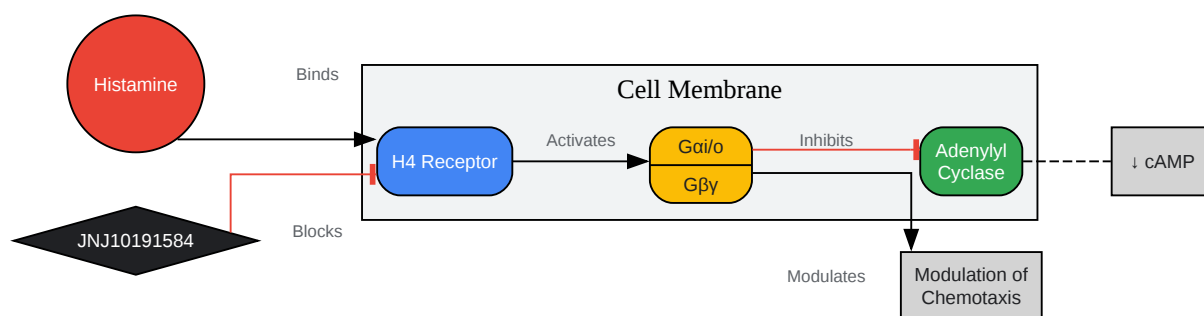 Histamine
Binds
Cell Membrane
H4 Receptor
Activates
Gαi/o
Gβγ
Inhibits
Adenylyl
Cyclase
↓ cAMP
JNJ10191584
Blocks
Modulates
Modulation of
Chemotaxis